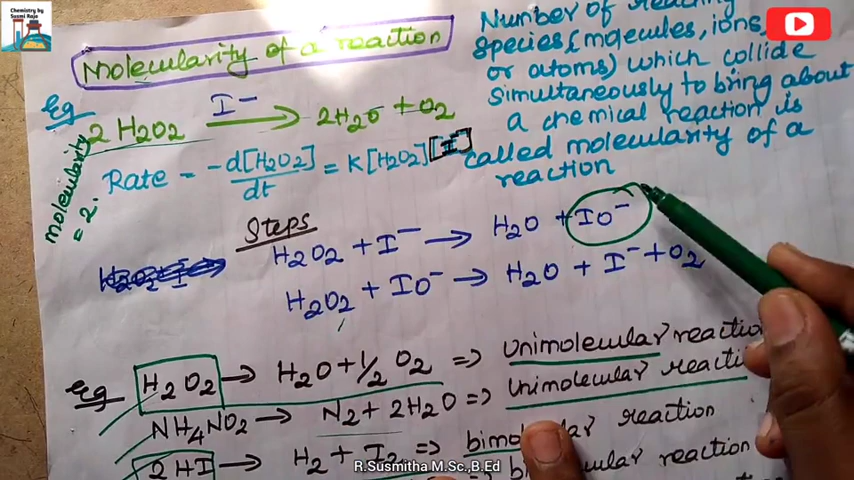 Chemistry by
Susmi Raja
Molecularity of a reaction
Number of reacting
species (molecules, ions,
or atoms) which collide
simultaneously to bring about
a chemical reaction is
called molecularity of a
reaction
Eg
2 H2O2 I- → 2H2O + O2
molecularity = 2.
Rate = -d[H2O2]/dt = K[H2O2] [I-]
Steps
H2O2 + I- → H2O + IO-
H2O2 + IO- → H2O + I- + O2
Eg H2O2 → H2O + 1/2 O2 => Unimolecular reaction
NH4NO2 → N2 + 2H2O => Unimolecular reacti
2HI → H2 + I2 => bimolecular reaction
reaction
R.Susmitha M.Sc.,B.Ed